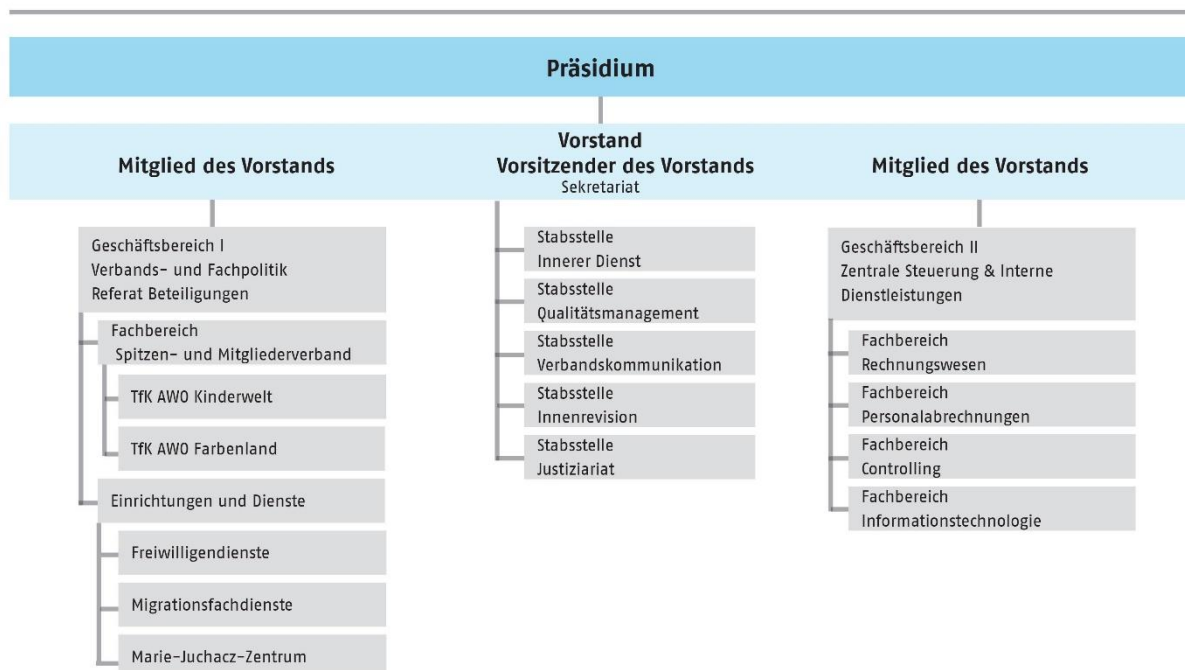 Präsidium
Vorstand
Mitglied des Vorstands
Vorsitzender des Vorstands
Sekretariat
Mitglied des Vorstands
Geschäftsbereich I
Verbands- und Fachpolitik
Referat Beteiligungen
Fachbereich
Spitzen- und Mitgliederverband
TfK AWO Kinderwelt
TfK AWO Farbenland
Einrichtungen und Dienste
Freiwilligendienste
Migrationsfachdienste
Marie-Juchacz-Zentrum
Stabsstelle
Innerer Dienst
Stabsstelle
Qualitätsmanagement
Stabsstelle
Verbandskommunikation
Stabsstelle
Innenrevision
Stabsstelle
Justiziariat
Geschäftsbereich II
Zentrale Steuerung & Interne
Dienstleistungen
Fachbereich
Rechnungswesen
Fachbereich
Personalabrechnungen
Fachbereich
Controlling
Fachbereich
Informationstechnologie